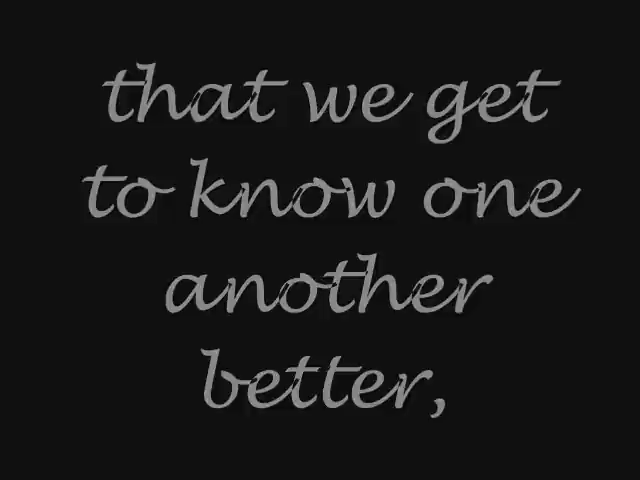 that we get
to know one
another
better,